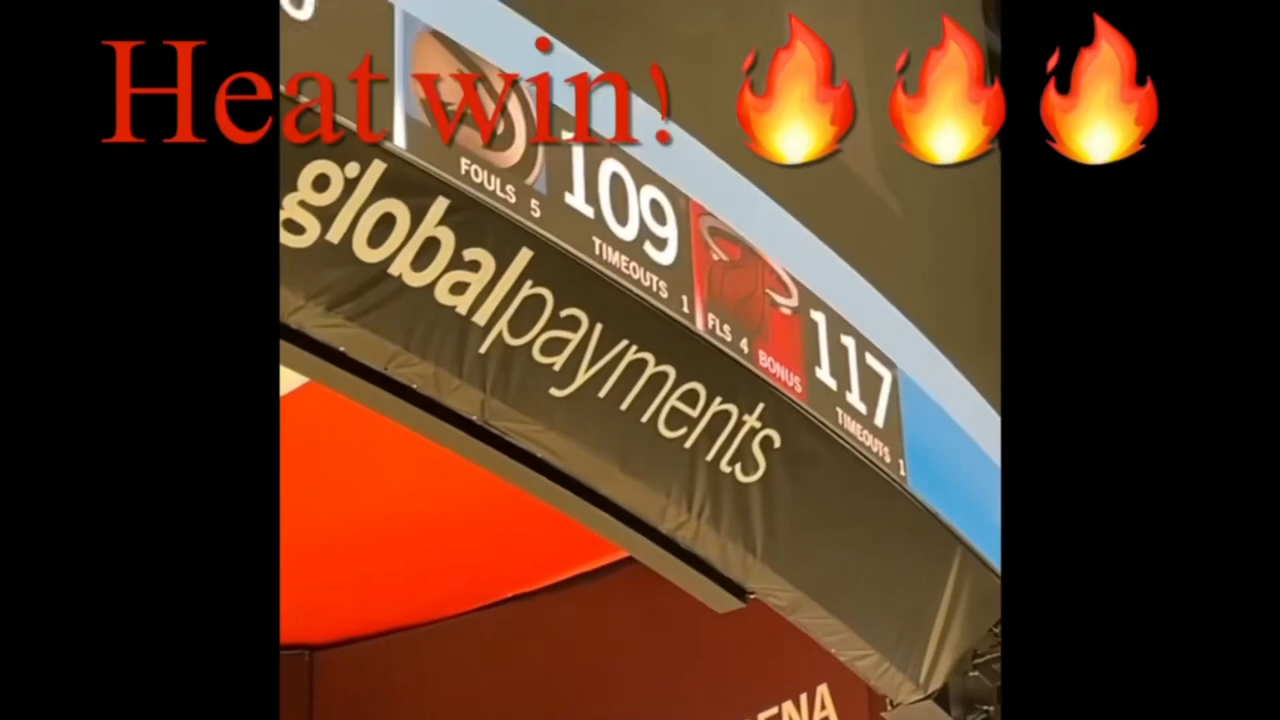 Heat win! 🔥🔥🔥
109
FOULS 5
TIMEOUTS 1
117
FLS 4 BONUS
TIMEOUTS 1
globalpayments